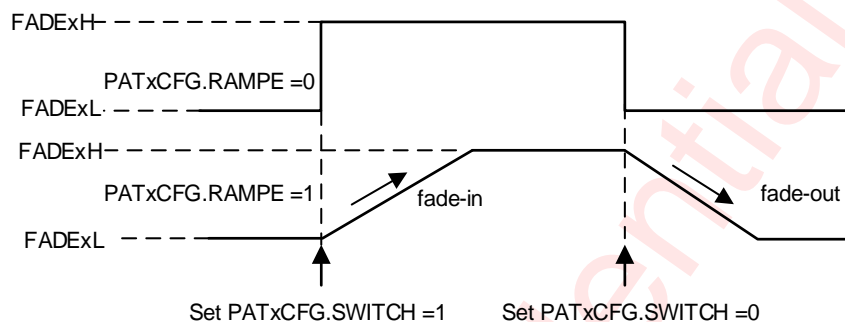 FADExH
PATxCFG.RAMPE =0
FADExL
FADExH
PATxCFG.RAMPE =1
fade-in
fade-out
FADExL
Set PATxCFG.SWITCH =1
Set PATxCFG.SWITCH =0